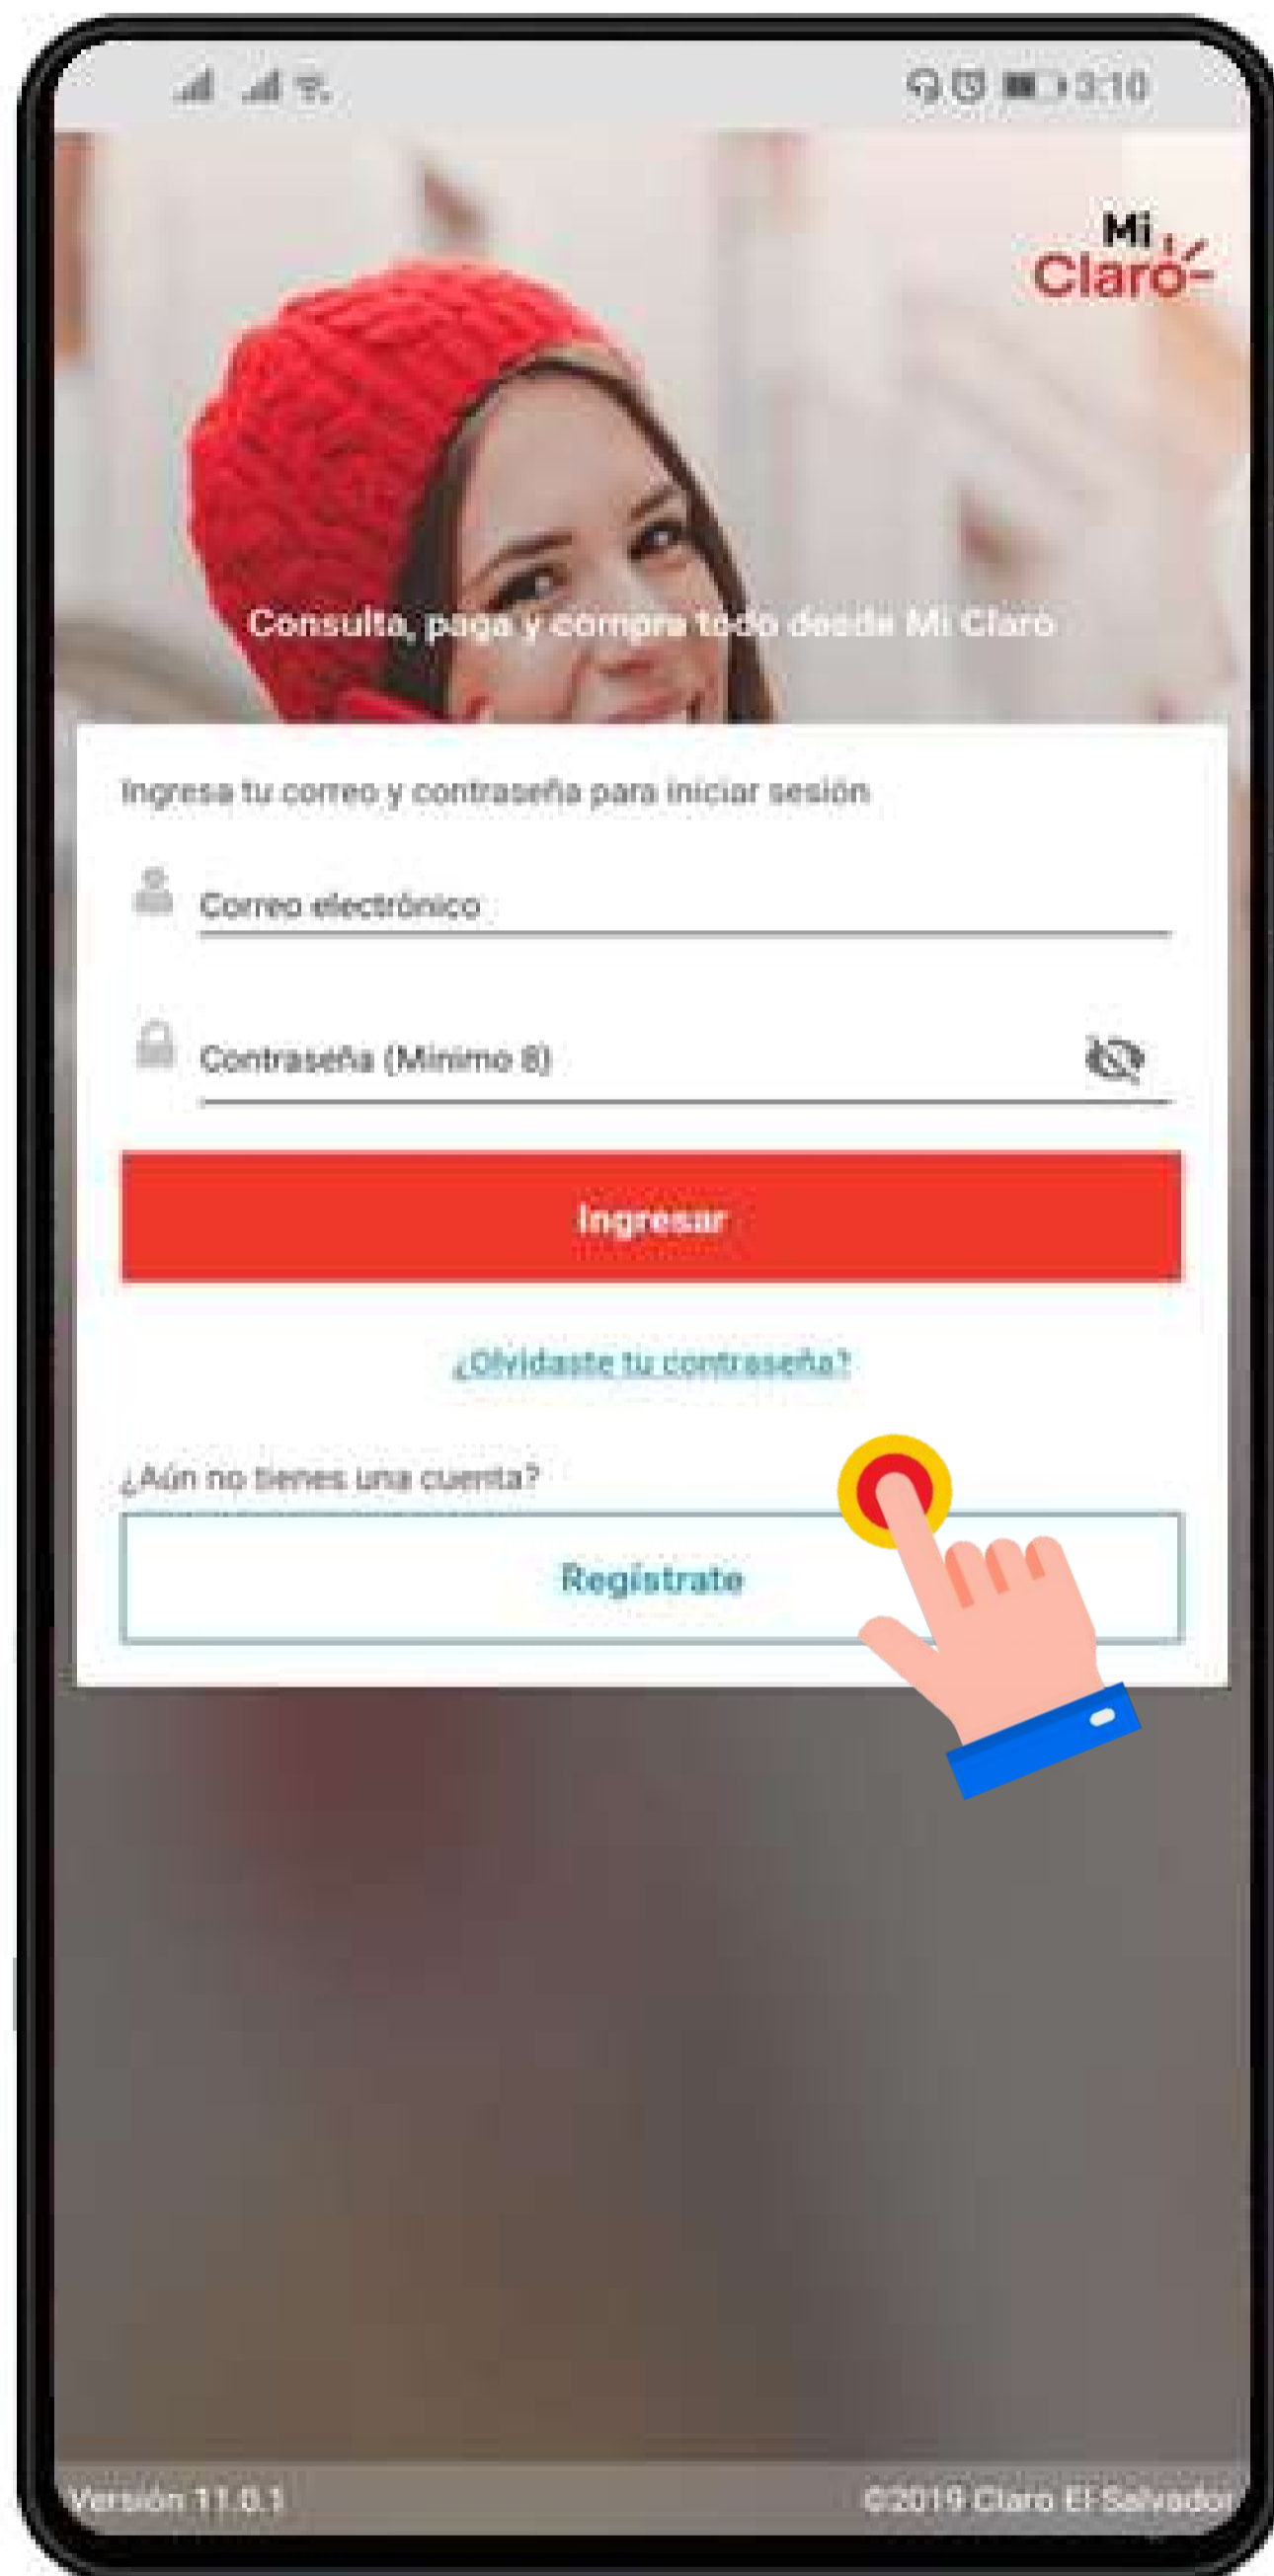 3:10
Mi
Claro
Consulta, paga y compra todo desde Mi Claro
Ingresa tu correo y contraseña para iniciar sesión
Correo electrónico
Contraseña (Mínimo 8)
Ingresar
¿Olvidaste tu contraseña?
¿Aún no tienes una cuenta?
Regístrate
Versión 11.0.1
©2019 Claro El Salvador